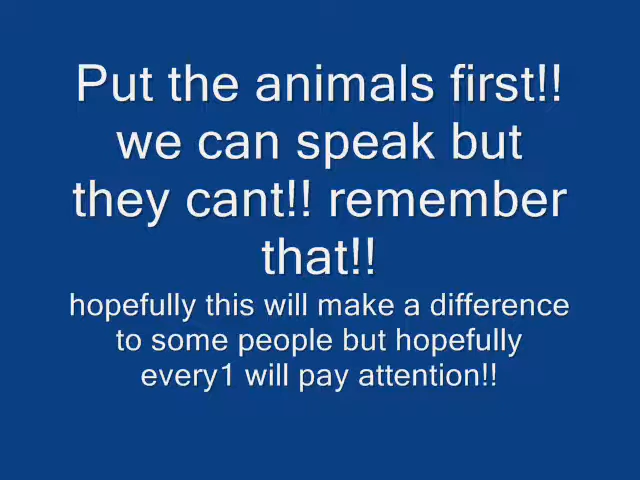 Put the animals first!!
we can speak but
they cant!! remember
that!!
hopefully this will make a difference
to some people but hopefully
every1 will pay attention!!